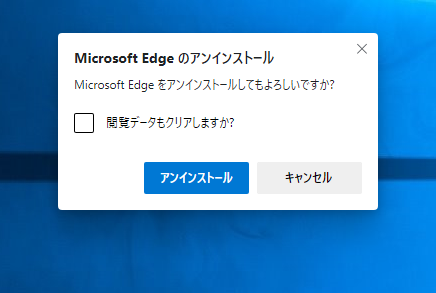 Microsoft Edge のアンインストール
Microsoft Edge をアンインストールしてもよろしいですか?
閲覧データもクリアしますか?
アンインストール
キャンセル